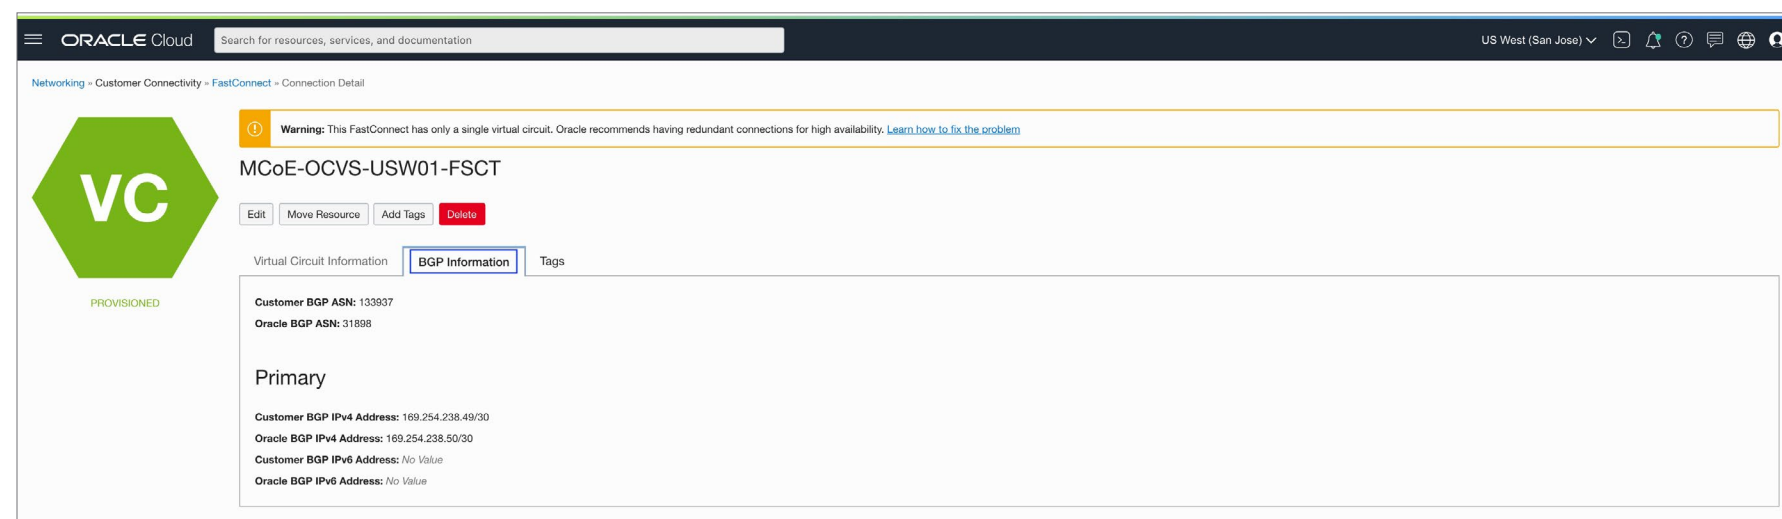 ORACLE Cloud Search for resources, services, and documentation US West (San Jose)
Networking » Customer Connectivity » FastConnect » Connection Detail
Warning: This FastConnect has only a single virtual circuit. Oracle recommends having redundant connections for high availability. Learn how to fix the problem
VC
PROVISIONED
MCoE-OCVS-USW01-FSCT
Edit Move Resource Add Tags Delete
Virtual Circuit Information BGP Information Tags
Customer BGP ASN: 133937
Oracle BGP ASN: 31898
Primary
Customer BGP IPv4 Address: 169.254.238.49/30
Oracle BGP IPv4 Address: 169.254.238.50/30
Customer BGP IPv6 Address: No Value
Oracle BGP IPv6 Address: No Value